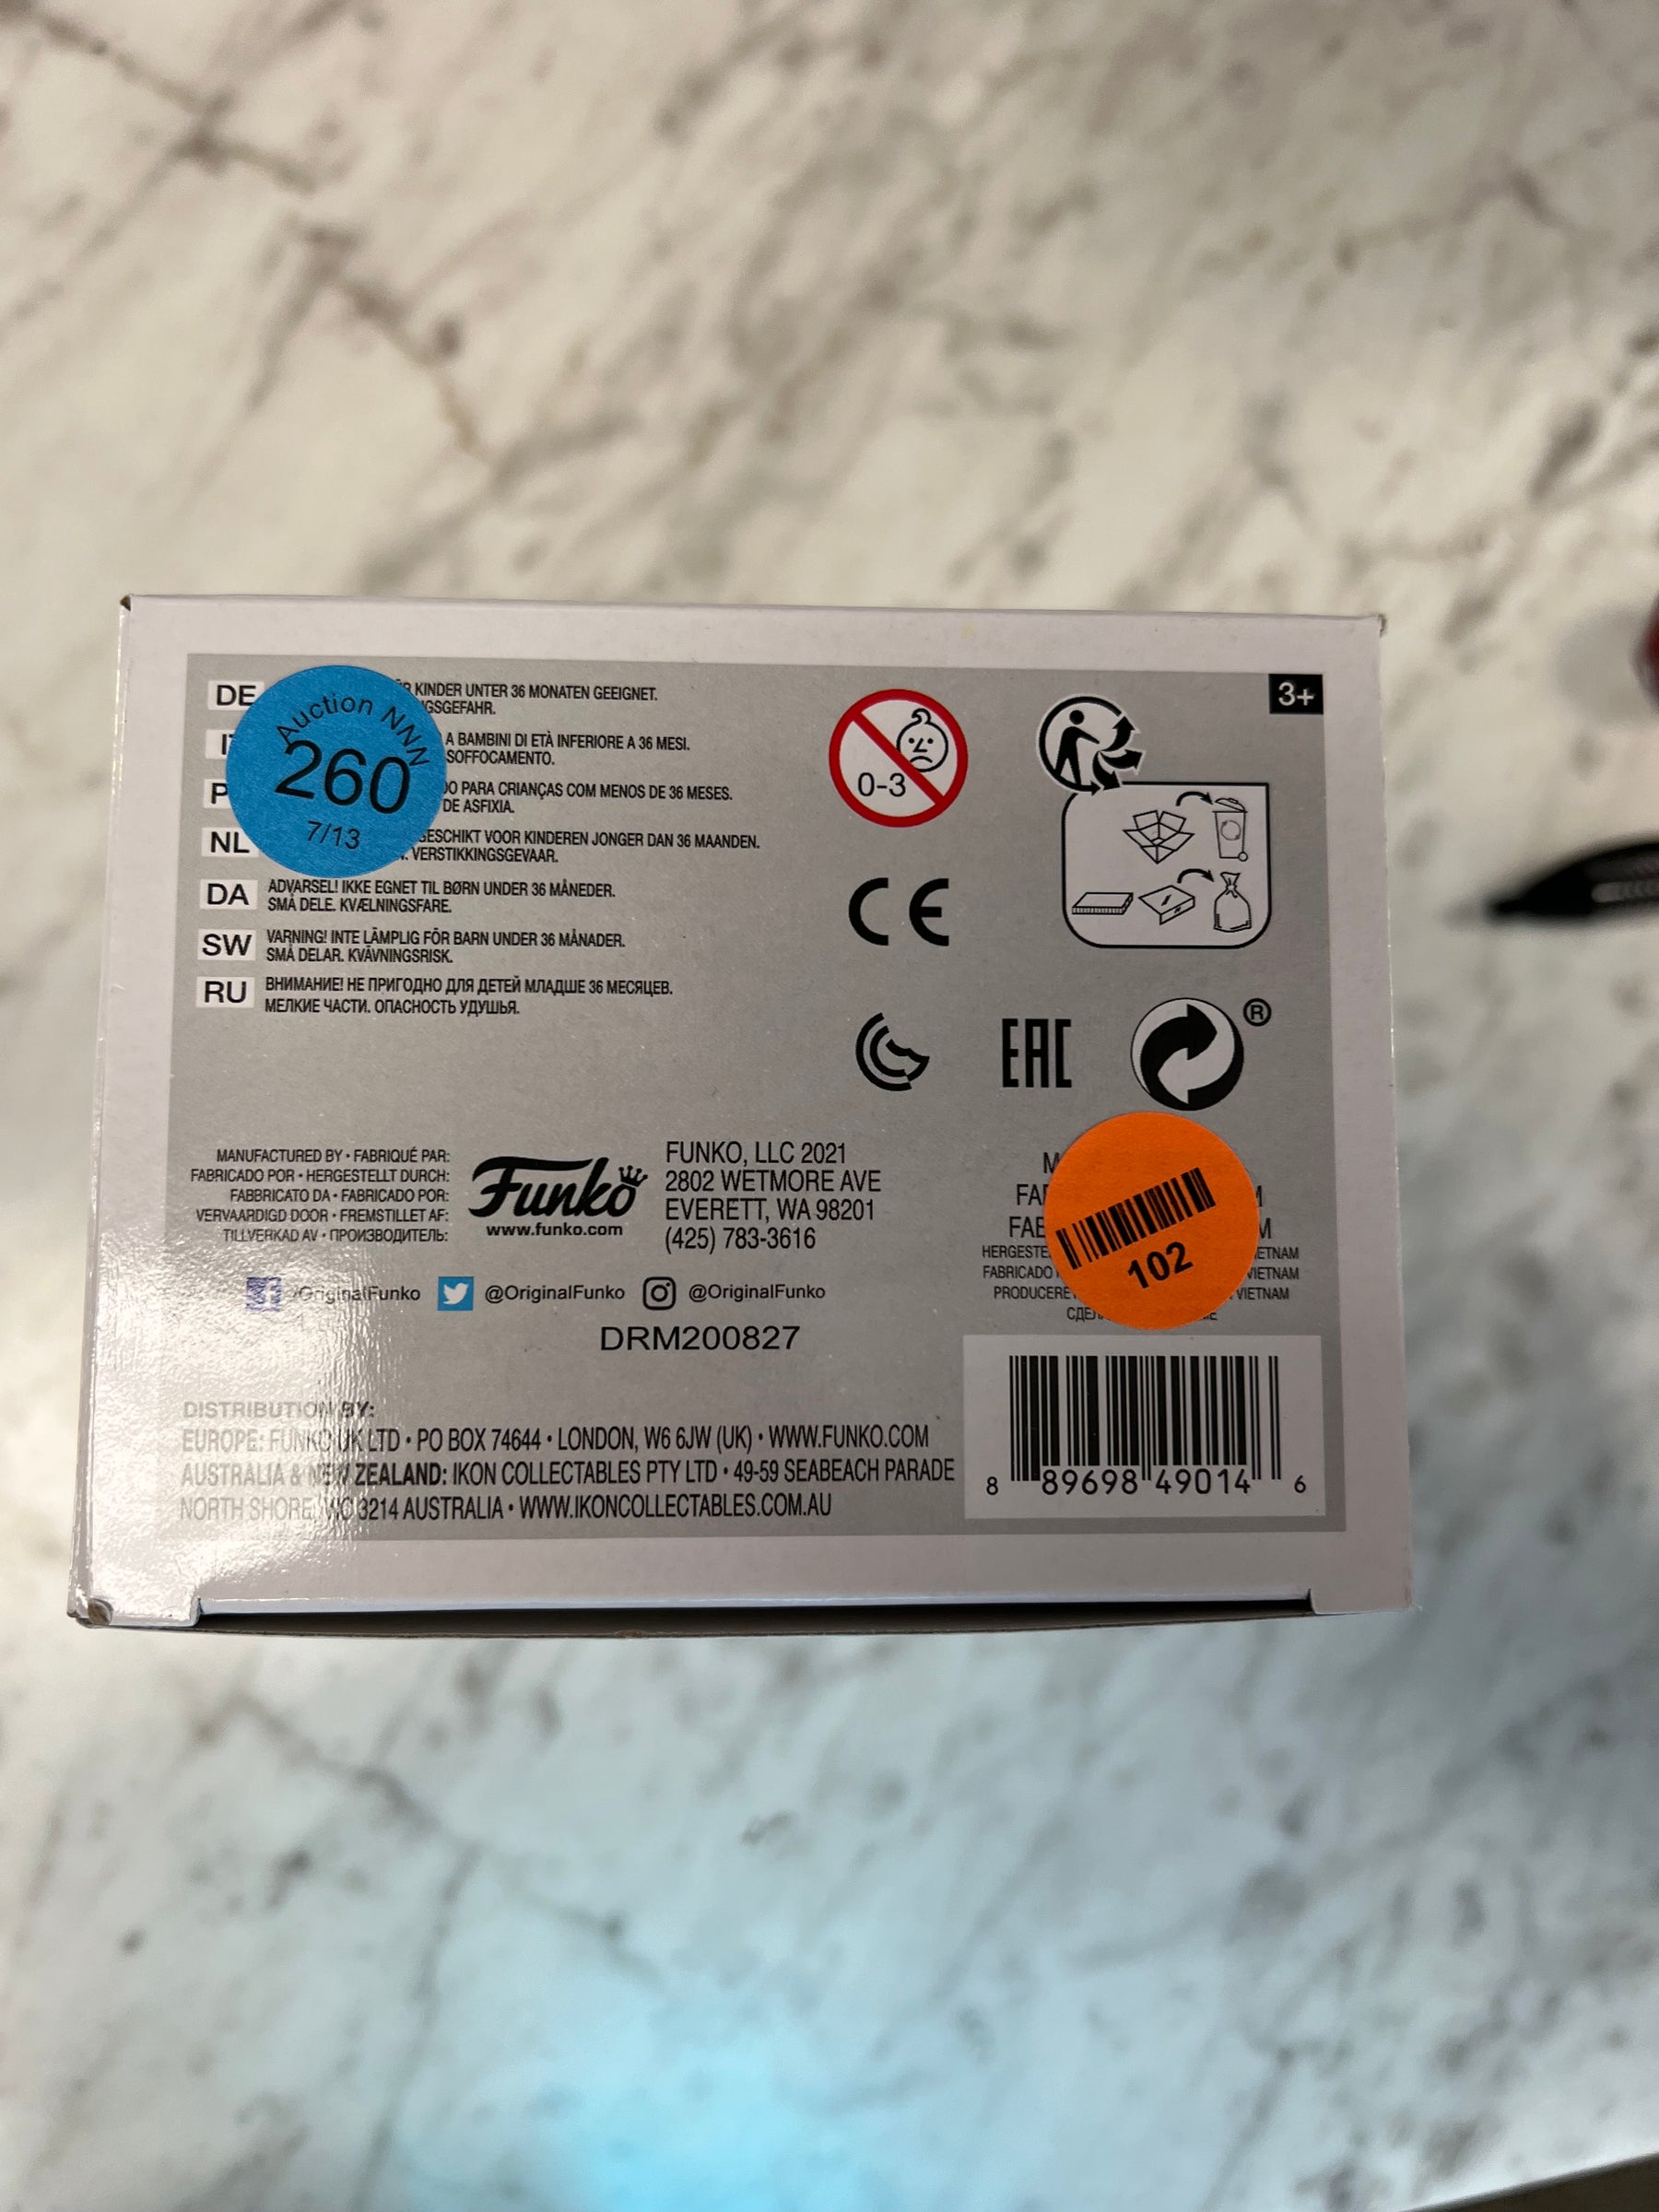 DE
Auction NNN
260
7/13
KINDER UNTER 36 MONATEN GEEIGNET.
A BAMBINI DI ETÀ INFERIORE A 36 MESI.
SOFFOCAMENTO.
PARA CRIANÇAS COM MENOS DE 36 MESES.
DE ASFIXIA.
NL
GESCHIKT VOOR KINDEREN JONGER DAN 36 MAANDEN.
VERSTIKKINGSGEVAAR.
DA ADVARSEL! IKKE EGNET TIL BØRN UNDER 36 MÅNEDER.
SMÅ DELE. KVÆLNINGSFARE.
SW VARNING! INTE LÄMPLIG FÖR BARN UNDER 36 MÅNADER.
SMÅ DELAR. KVÄVNINGSRISK.
RU ВНИМАНИЕ! НЕ ПРИГОДНО ДЛЯ ДЕТЕЙ МЛАДШЕ 36 МЕСЯЦЕВ.
МЕЛКИЕ ЧАСТИ. ОПАСНОСТЬ УДУШЬЯ.
0-3
3+
CE
EAC
®
MANUFACTURED BY • FABRIQUÉ PAR:
FABRICADO POR • HERGESTELLT DURCH:
FABBRICATO DA • FABRICADO POR:
VERVAARDIGD DOOR • FREMSTILLET AF:
TILLVERKAD AV • ПРОИЗВОДИТЕЛЬ:
Funko
www.funko.com
FUNKO, LLC 2021
2802 WETMORE AVE
EVERETT, WA 98201
(425) 783-3616
102
VIETNAM
VIETNAM
/OriginalFunko @OriginalFunko @OriginalFunko
DRM200827
DISTRIBUTION BY:
EUROPE: FUNKO UK LTD • PO BOX 74644 • LONDON, W6 6JW (UK) • WWW.FUNKO.COM
AUSTRALIA & NEW ZEALAND: IKON COLLECTABLES PTY LTD • 49-59 SEABEACH PARADE
NORTH SHORE VIC 3214 AUSTRALIA • WWW.IKONCOLLECTABLES.COM.AU
8 89698 49014 6